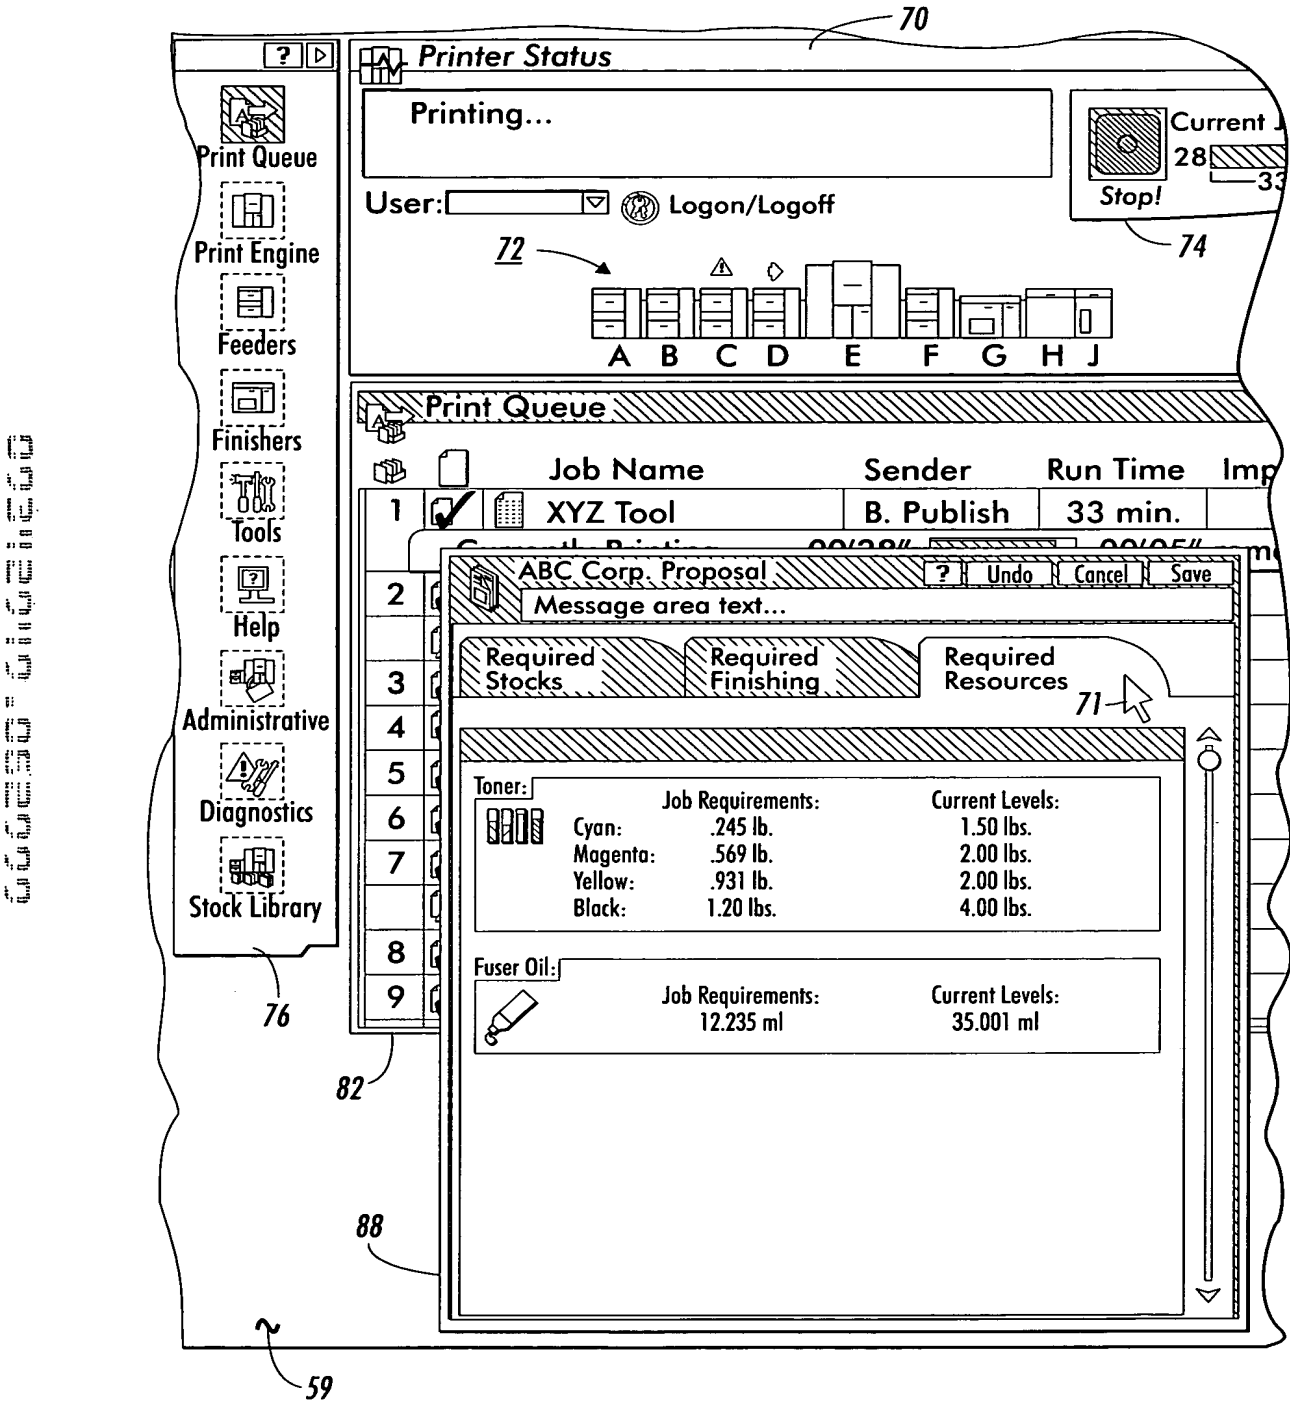 70
?
Printer Status
Printing...
Current J
28
33
Stop!
74
User:
Logon/Logoff
72
A B C D E F G H J
Print Queue
Print Engine
Feeders
Finishers
Tools
Help
Administrative
Diagnostics
Stock Library
76
Print Queue
Job Name Sender Run Time Imp
1 XYZ Tool B. Publish 33 min.
Currently Printing
2
3
4
5
6
7
8
9
82
ABC Corp. Proposal ? Undo Cancel Save
Message area text...
Required Stocks
Required Finishing
Required Resources
71
Toner:
Job Requirements: Current Levels:
Cyan: .245 lb. 1.50 lbs.
Magenta: .569 lb. 2.00 lbs.
Yellow: .931 lb. 2.00 lbs.
Black: 1.20 lbs. 4.00 lbs.
Fuser Oil:
Job Requirements: Current Levels:
12.235 ml 35.001 ml
88
59